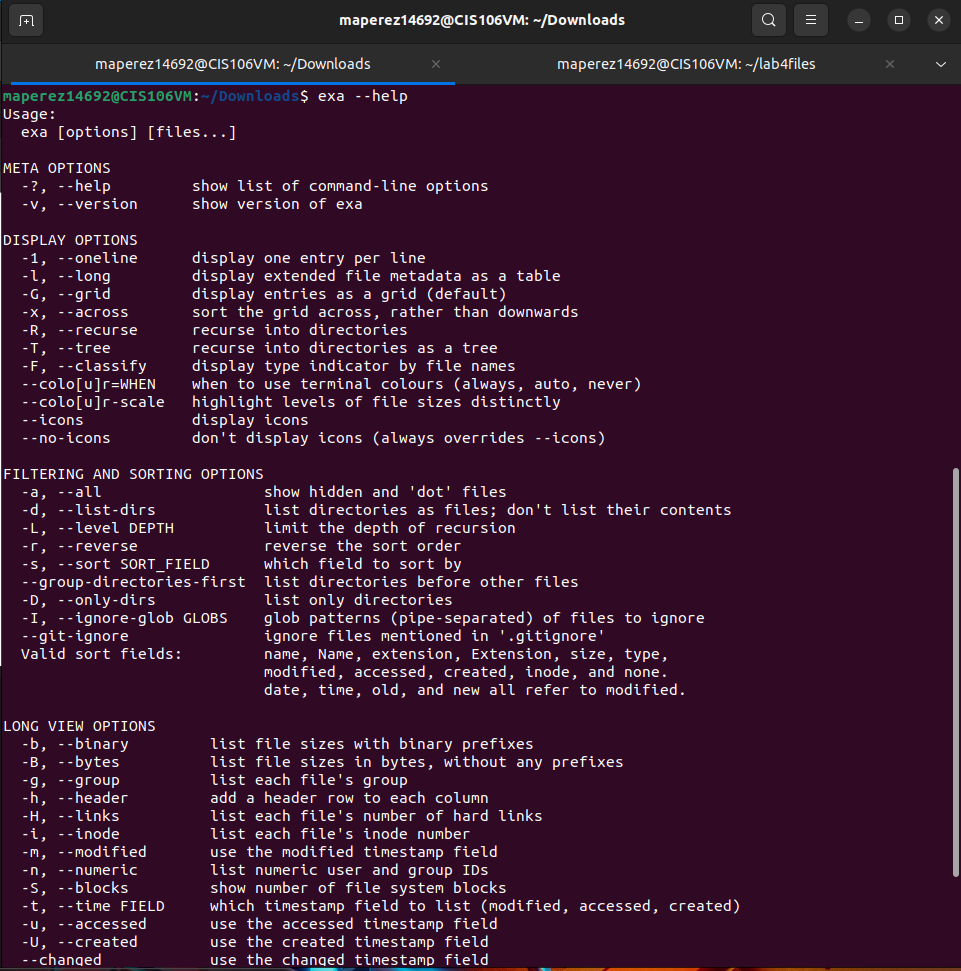 maperez14692@CIS106VM: ~/Downloads
maperez14692@CIS106VM: ~/Downloads
maperez14692@CIS106VM: ~/lab4files
maperez14692@CIS106VM:~/Downloads$ exa --help
Usage:
  exa [options] [files...]

META OPTIONS
  -?, --help         show list of command-line options
  -v, --version      show version of exa

DISPLAY OPTIONS
  -1, --oneline      display one entry per line
  -l, --long         display extended file metadata as a table
  -G, --grid         display entries as a grid (default)
  -x, --across       sort the grid across, rather than downwards
  -R, --recurse      recurse into directories
  -T, --tree         recurse into directories as a tree
  -F, --classify     display type indicator by file names
  --colo[u]r=WHEN    when to use terminal colours (always, auto, never)
  --colo[u]r-scale   highlight levels of file sizes distinctly
  --icons            display icons
  --no-icons         don't display icons (always overrides --icons)

FILTERING AND SORTING OPTIONS
  -a, --all                  show hidden and 'dot' files
  -d, --list-dirs            list directories as files; don't list their contents
  -L, --level DEPTH          limit the depth of recursion
  -r, --reverse              reverse the sort order
  -s, --sort SORT_FIELD      which field to sort by
  --group-directories-first  list directories before other files
  -D, --only-dirs            list only directories
  -I, --ignore-glob GLOBS    glob patterns (pipe-separated) of files to ignore
  --git-ignore               ignore files mentioned in '.gitignore'
  Valid sort fields:         name, Name, extension, Extension, size, type,
                             modified, accessed, created, inode, and none.
                             date, time, old, and new all refer to modified.

LONG VIEW OPTIONS
  -b, --binary         list file sizes with binary prefixes
  -B, --bytes          list file sizes in bytes, without any prefixes
  -g, --group          list each file's group
  -h, --header         add a header row to each column
  -H, --links          list each file's number of hard links
  -i, --inode          list each file's inode number
  -m, --modified       use the modified timestamp field
  -n, --numeric        list numeric user and group IDs
  -S, --blocks         show number of file system blocks
  -t, --time FIELD     which timestamp field to list (modified, accessed, created)
  -u, --accessed       use the accessed timestamp field
  -U, --created        use the created timestamp field
  --changed            use the changed timestamp field